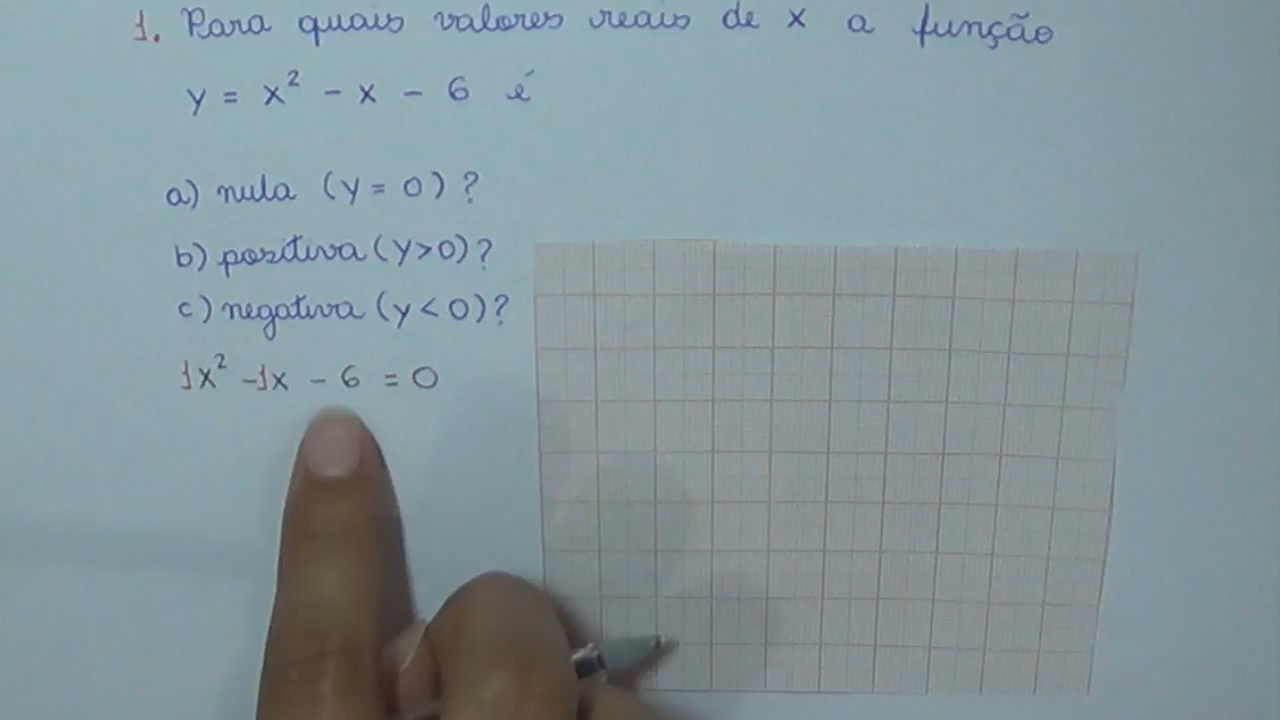 1. Para quais valores reais de x a função
y = x² - x - 6 é
a) nula (y = 0) ?
b) positiva (y > 0) ?
c) negativa (y < 0) ?
1x² - 1x - 6 = 0